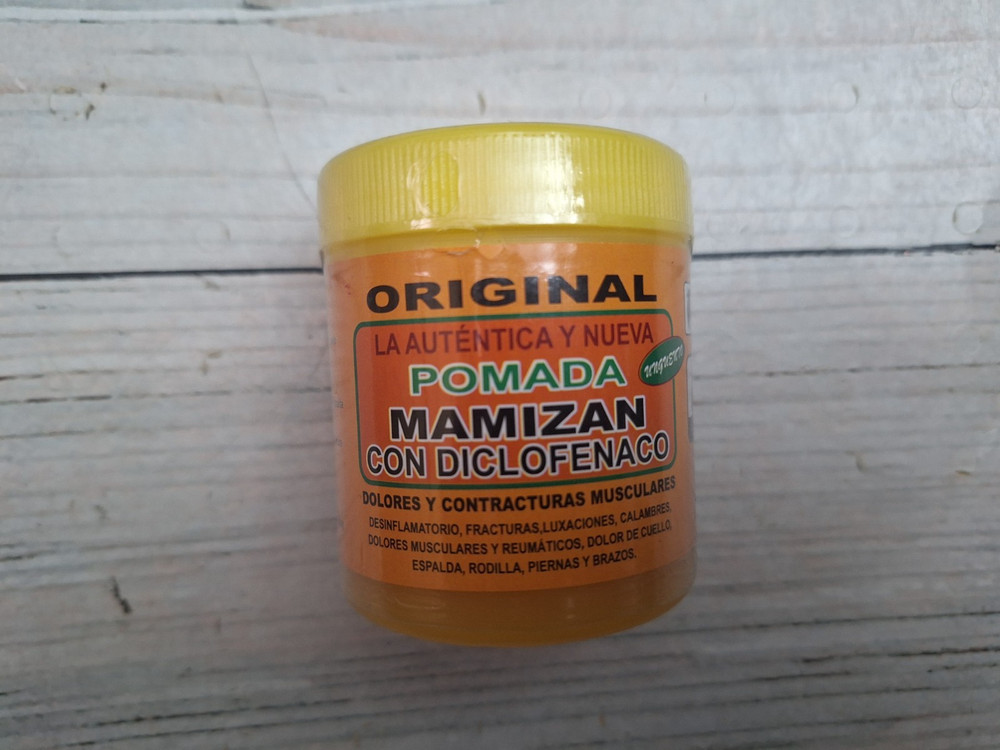 ORIGINAL
LA AUTÉNTICA Y NUEVA
POMADA
UNGUENTO
MAMIZAN
CON DICLOFENACO
DOLORES Y CONTRACTURAS MUSCULARES
DESINFLAMATORIO, FRACTURAS,LUXACIONES, CALAMBRES,
DOLORES MUSCULARES Y REUMÁTICOS, DOLOR DE CUELLO,
ESPALDA, RODILLA, PIERNAS Y BRAZOS.